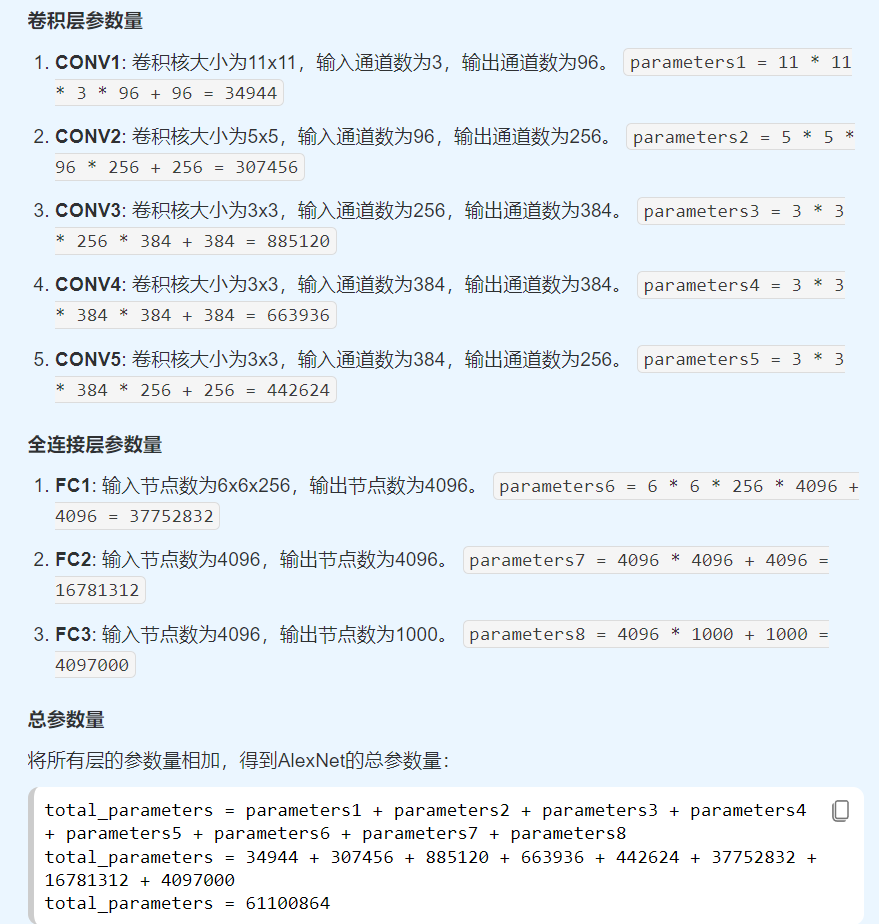 卷积层参数量
1. CONV1: 卷积核大小为11x11，输入通道数为3，输出通道数为96。 parameters1 = 11 * 11
* 3 * 96 + 96 = 34944
2. CONV2: 卷积核大小为5x5，输入通道数为96，输出通道数为256。 parameters2 = 5 * 5 *
96 * 256 + 256 = 307456
3. CONV3: 卷积核大小为3x3，输入通道数为256，输出通道数为384。 parameters3 = 3 * 3
* 256 * 384 + 384 = 885120
4. CONV4: 卷积核大小为3x3，输入通道数为384，输出通道数为384。 parameters4 = 3 * 3
* 384 * 384 + 384 = 663936
5. CONV5: 卷积核大小为3x3，输入通道数为384，输出通道数为256。 parameters5 = 3 * 3
* 384 * 256 + 256 = 442624
全连接层参数量
1. FC1: 输入节点数为6x6x256，输出节点数为4096。 parameters6 = 6 * 6 * 256 * 4096 +
4096 = 37752832
2. FC2: 输入节点数为4096，输出节点数为4096。 parameters7 = 4096 * 4096 + 4096 =
16781312
3. FC3: 输入节点数为4096，输出节点数为1000。 parameters8 = 4096 * 1000 + 1000 =
4097000
总参数量
将所有层的参数量相加，得到AlexNet的总参数量：
total_parameters = parameters1 + parameters2 + parameters3 + parameters4
+ parameters5 + parameters6 + parameters7 + parameters8
total_parameters = 34944 + 307456 + 885120 + 663936 + 442624 + 37752832 +
16781312 + 4097000
total_parameters = 61100864